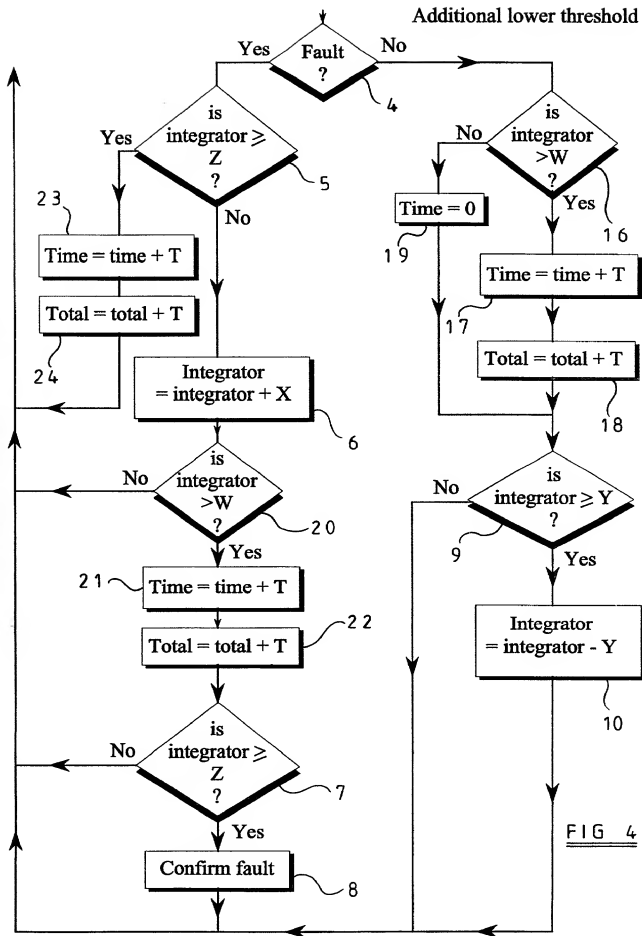 Additional lower threshold
Yes
Fault
?
No
4
is
integrator ≥
Z
?
Yes
5
No
is
integrator
>W
?
No
16
Yes
23
Time = time + T
Total = total + T
24
Time = 0
19
Time = time + T
17
Total = total + T
18
Integrator
= integrator + X
6
is
integrator
>W
?
No
20
Yes
is
integrator ≥ Y
?
No
9
Yes
21
Time = time + T
22
Total = total + T
Integrator
= integrator - Y
10
is
integrator ≥
Z
?
No
7
Yes
Confirm fault
8
FIG 4